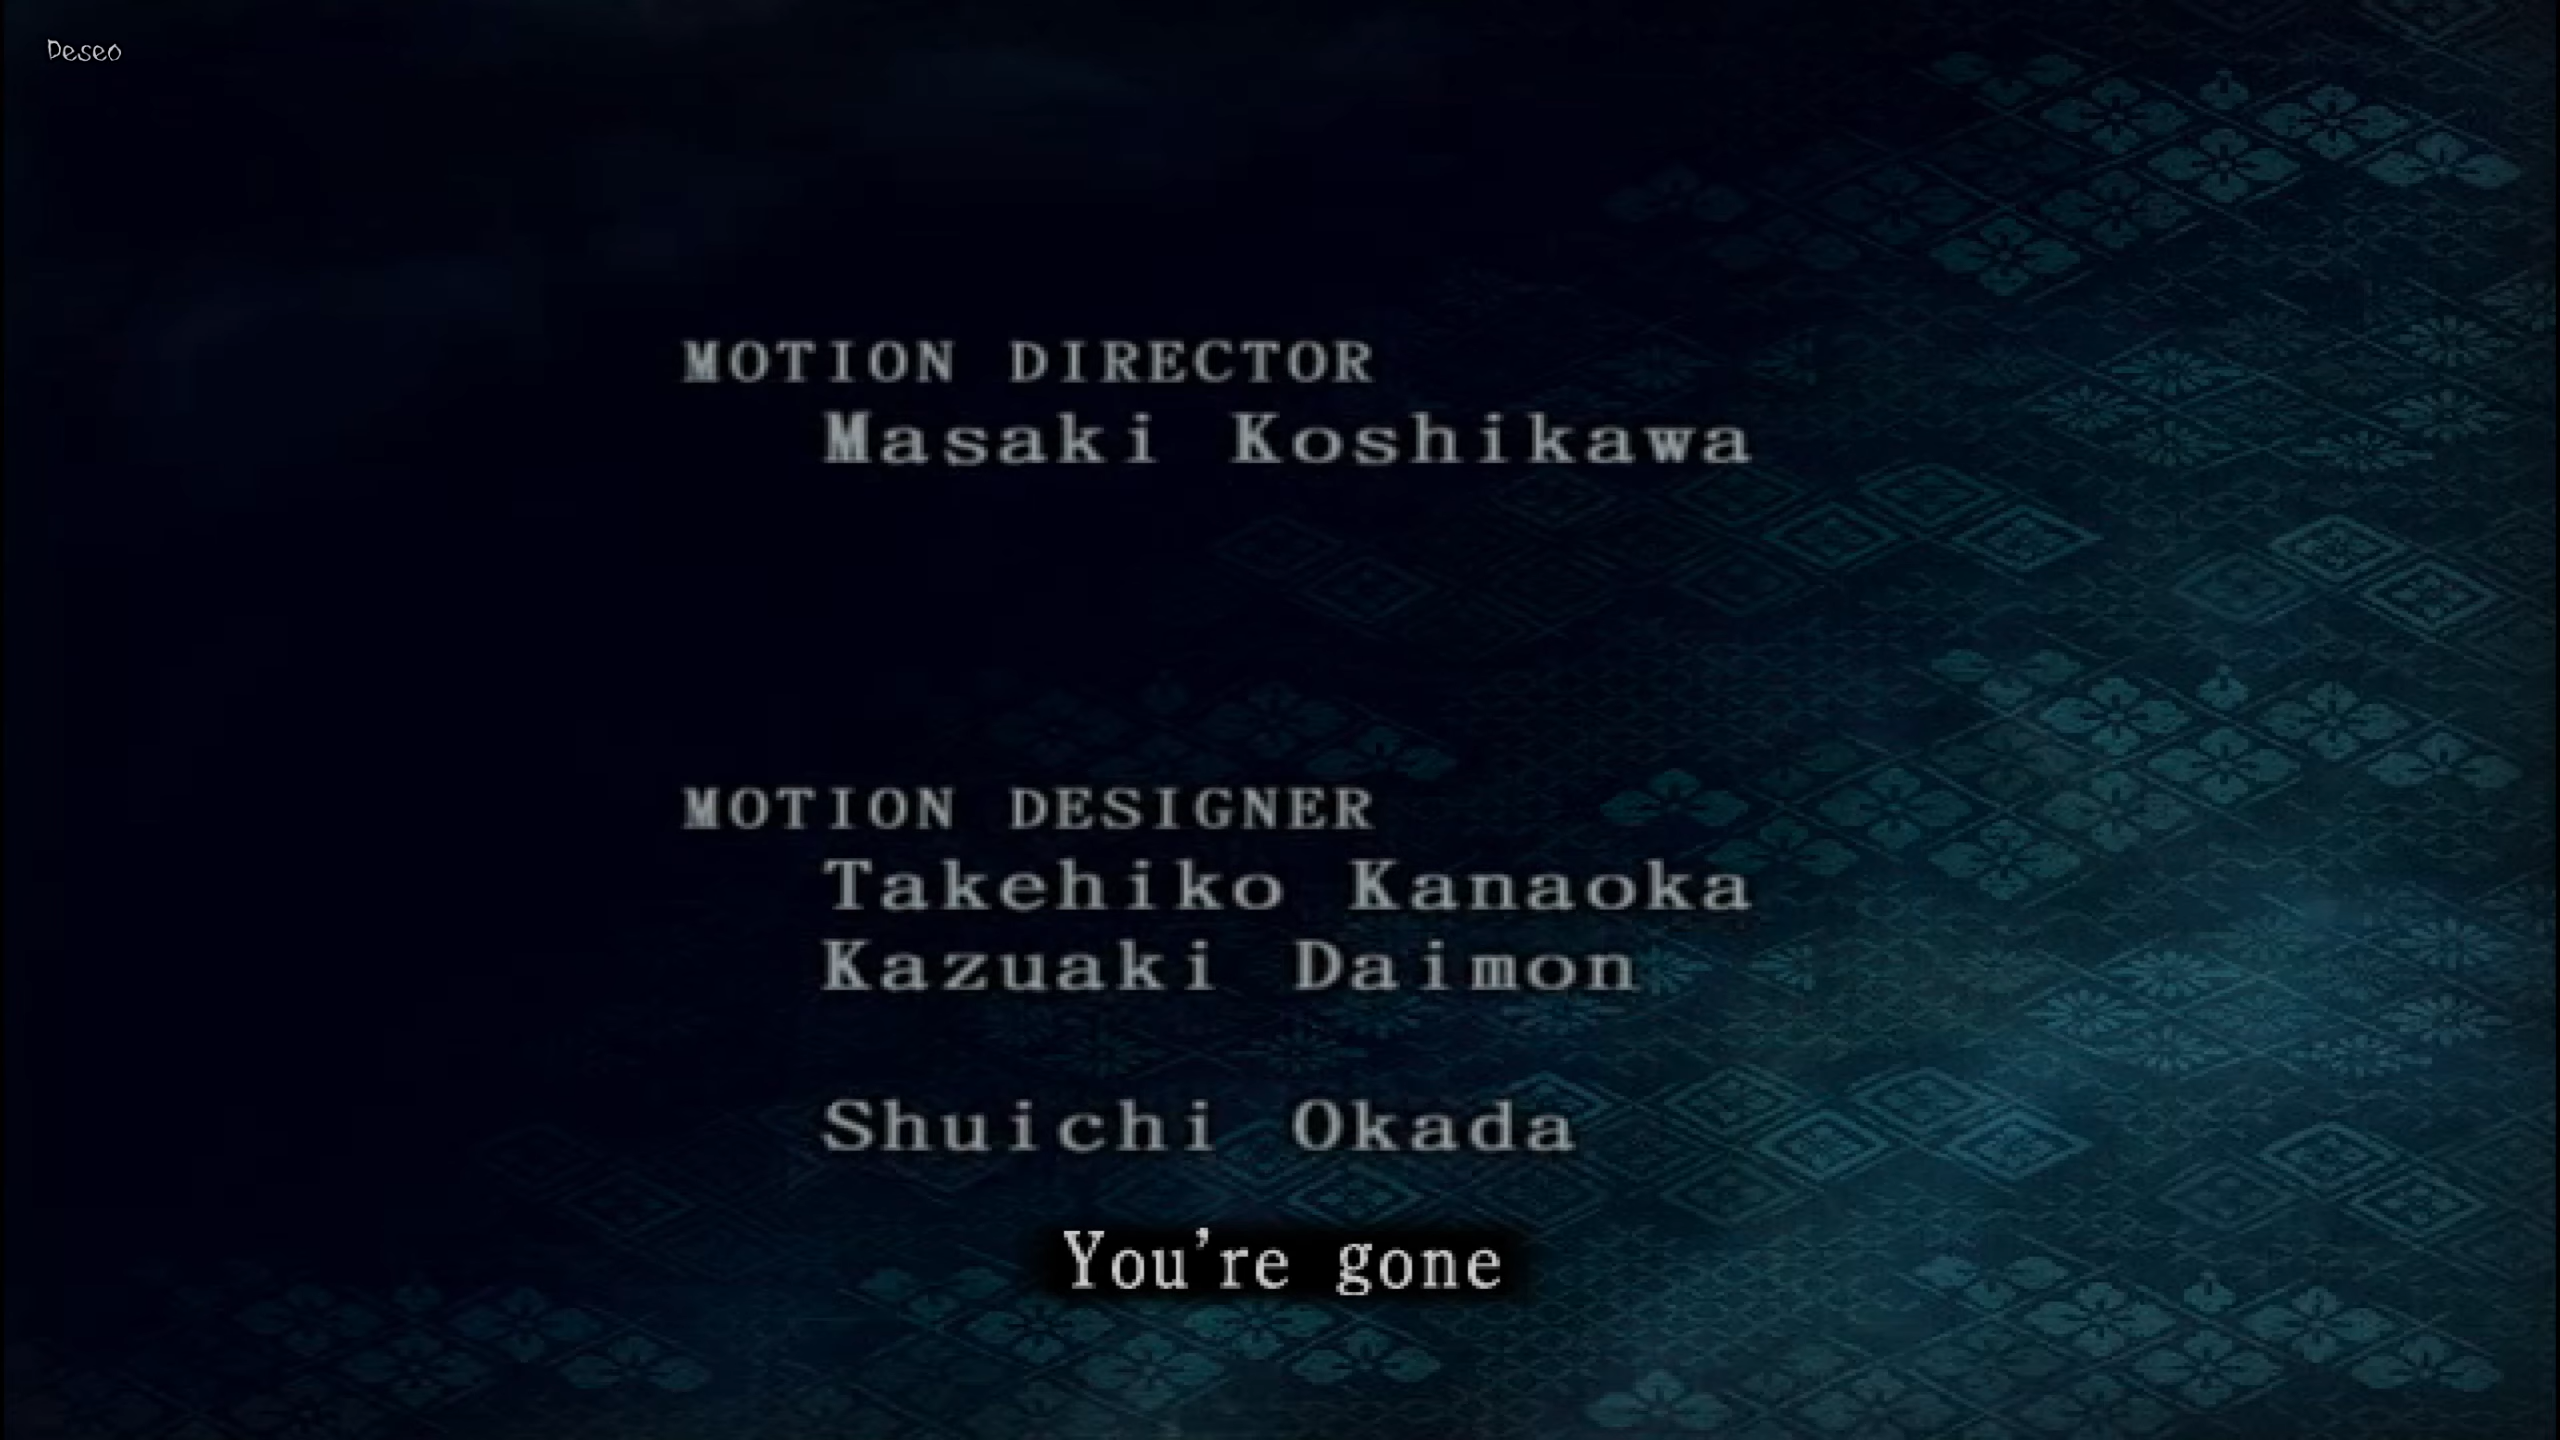 Deseo
MOTION DIRECTOR
Masaki Koshikawa
MOTION DESIGNER
Takehiko Kanaoka
Kazuaki Daimon
Shuichi Okada
You're gone